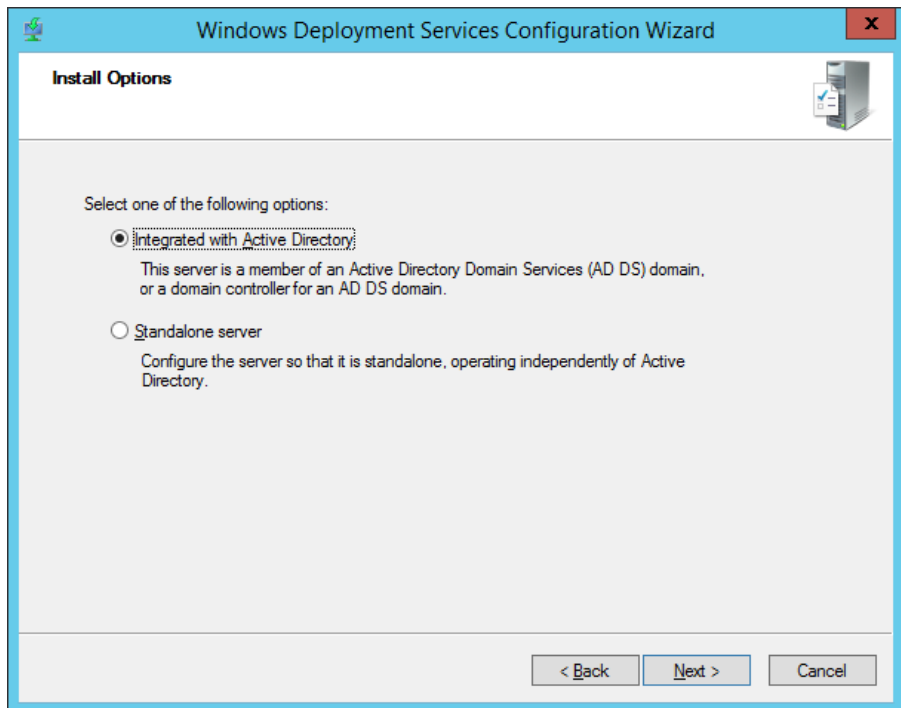 Windows Deployment Services Configuration Wizard
x
Install Options
Select one of the following options:
Integrated with Active Directory
This server is a member of an Active Directory Domain Services (AD DS) domain,
or a domain controller for an AD DS domain.
Standalone server
Configure the server so that it is standalone, operating independently of Active
Directory.
< Back
Next >
Cancel